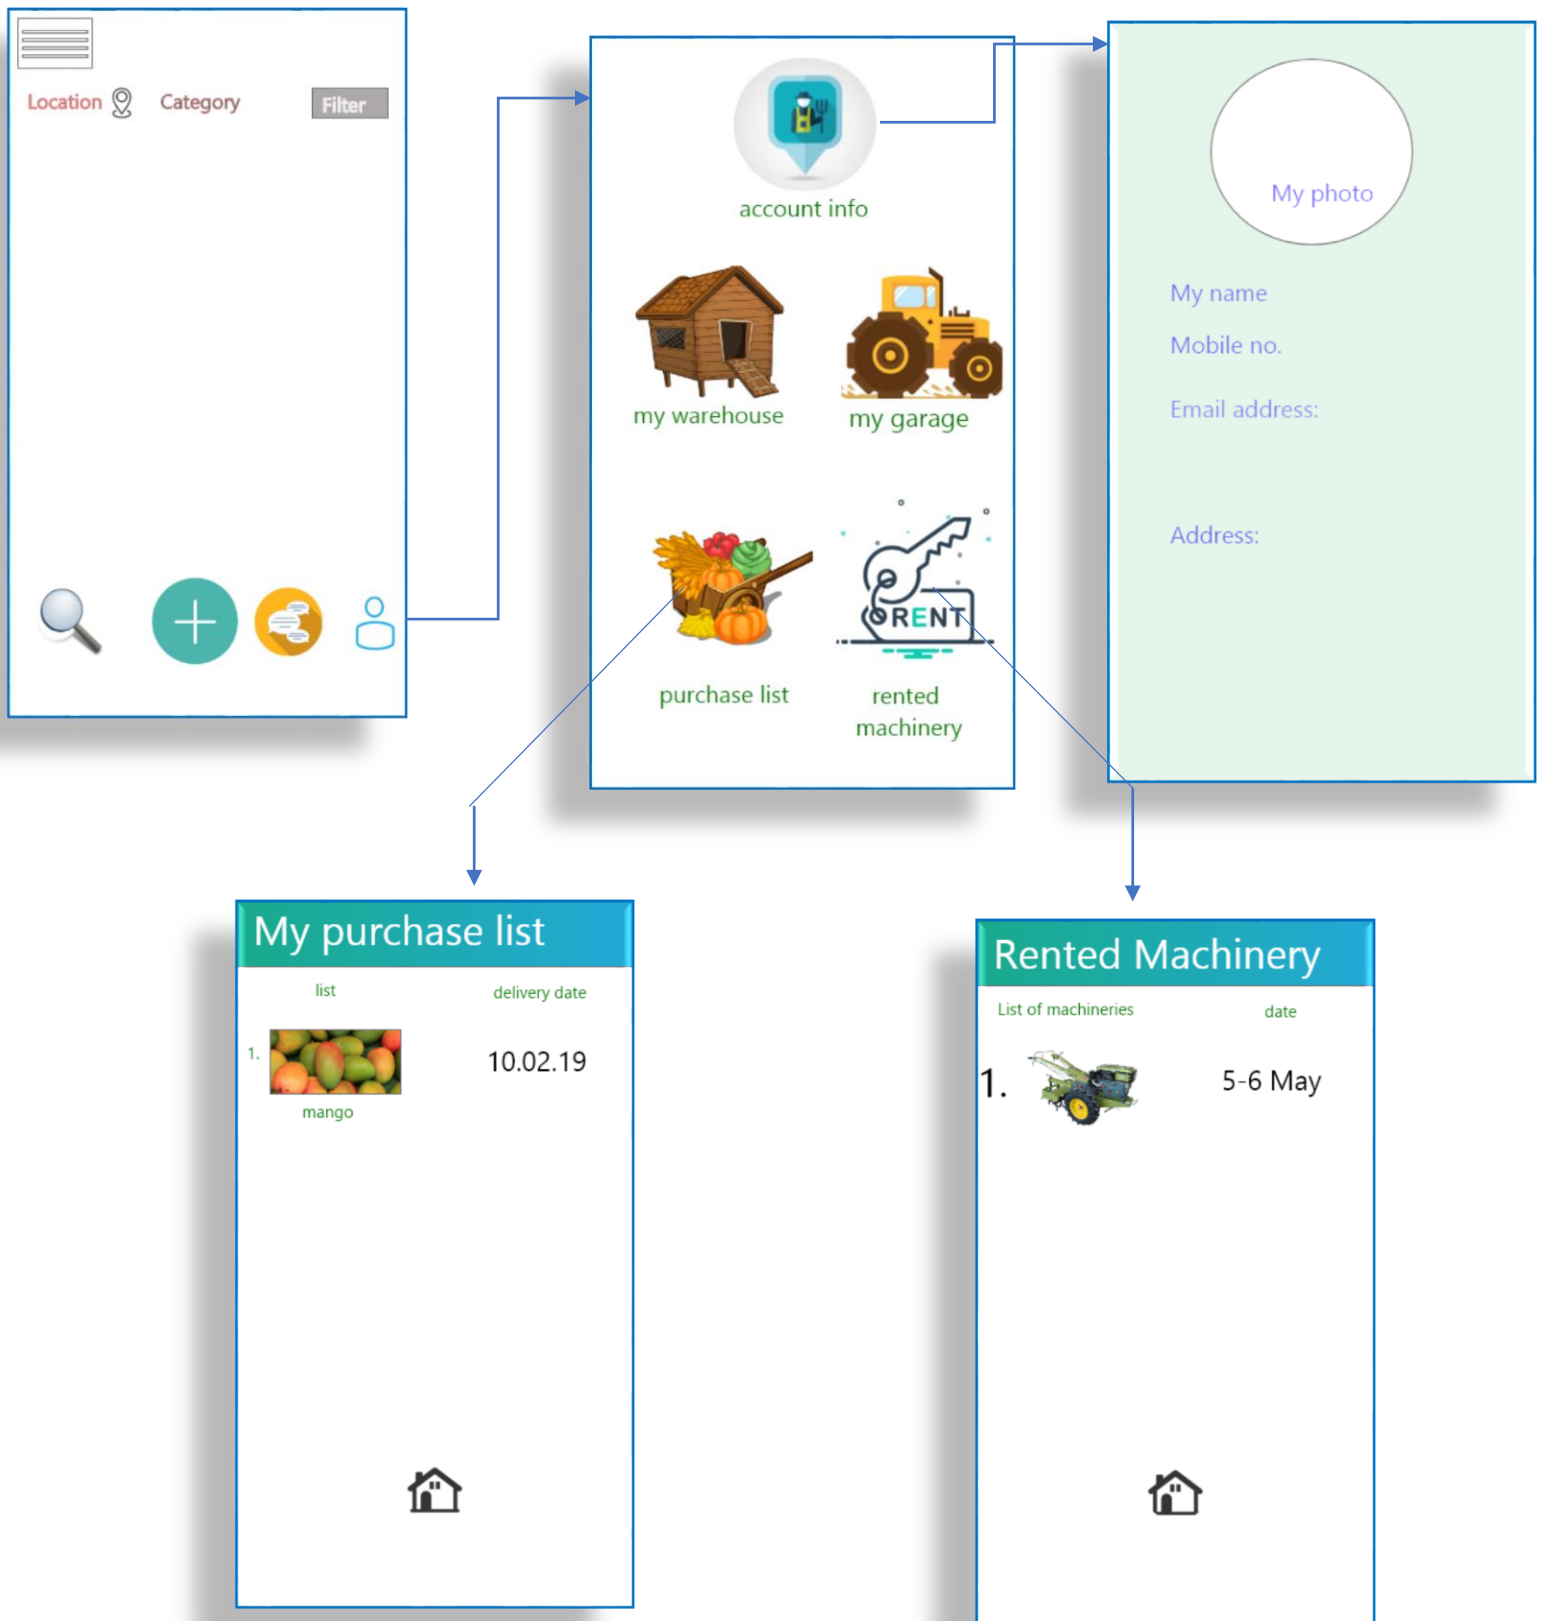 Location
Category
Filter
account info
my warehouse
my garage
RENT
purchase list
rented
machinery
My photo
My name
Mobile no.
Email address:
Address:
My purchase list
list
delivery date
1.
10.02.19
mango
Rented Machinery
List of machineries
date
1.
5-6 May